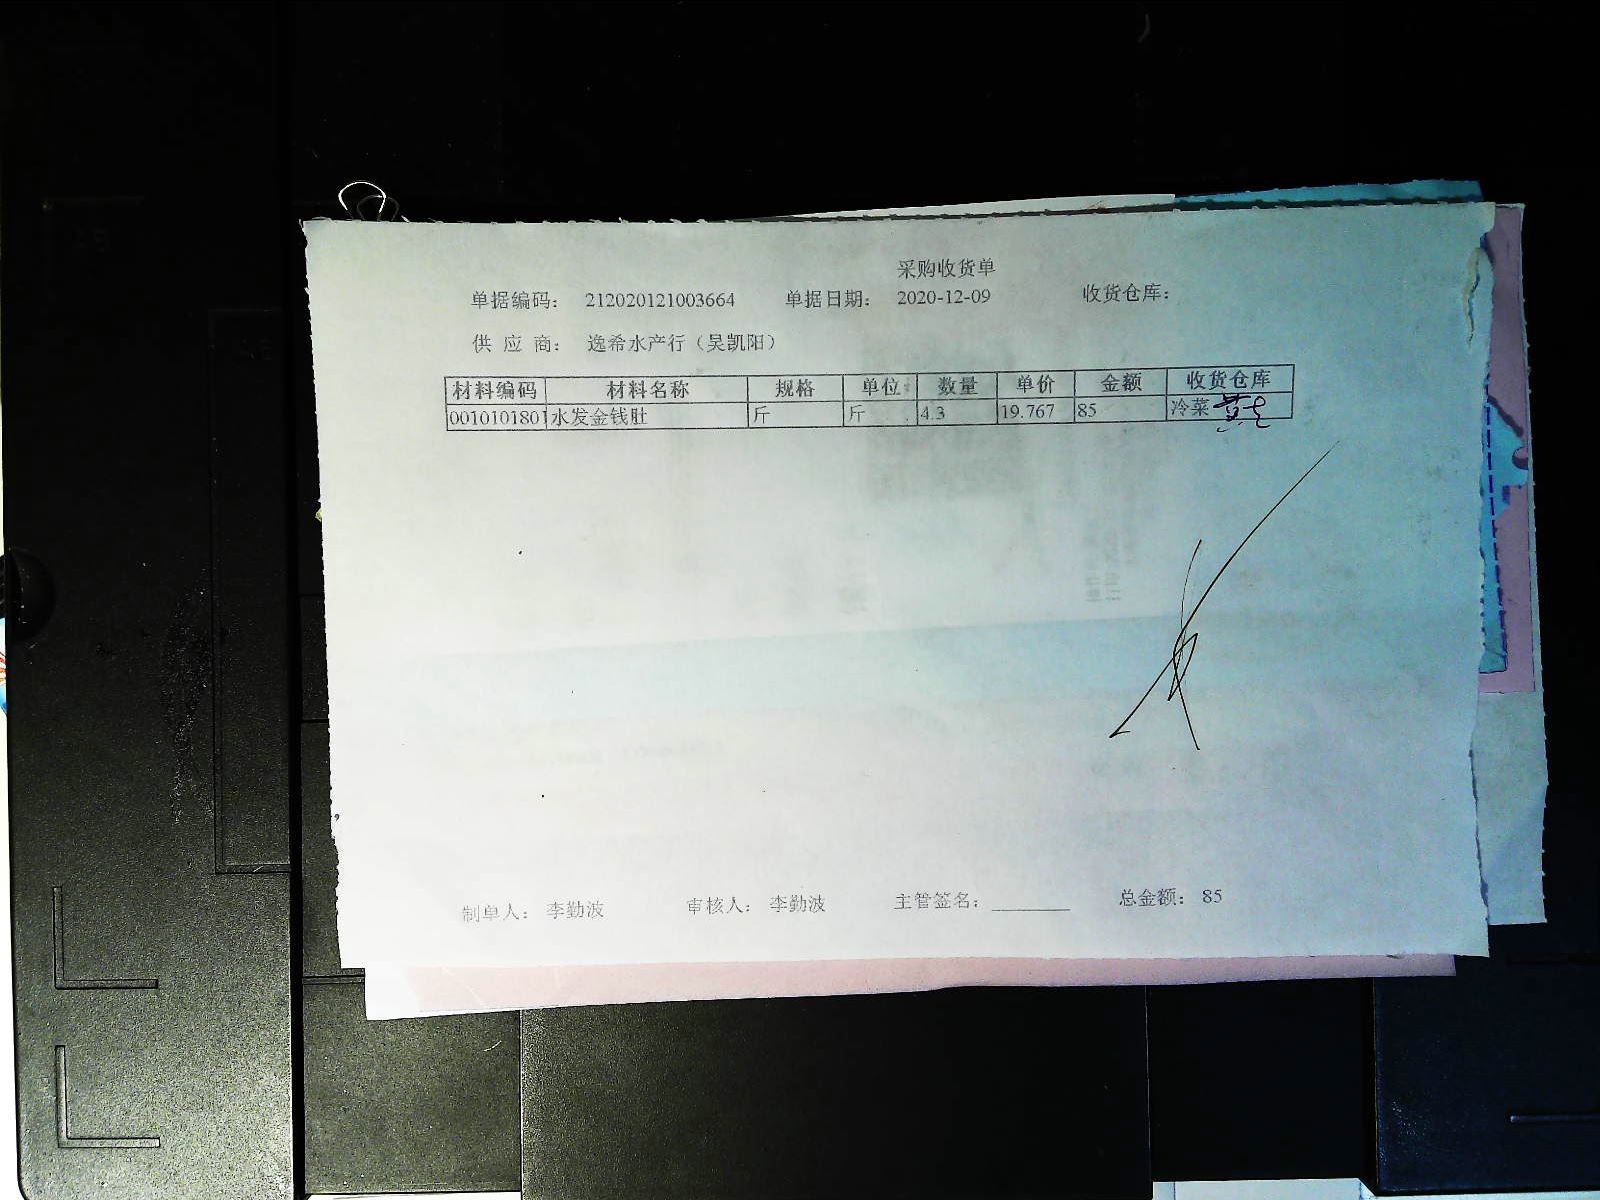 采购收货单
单据编码： 212020121003664 单据日期： 2020-12-09 收货仓库：
供 应 商： 逸希水产行（吴凯阳）
材料编码 材料名称 规格 单位 数量 单价 金额 收货仓库
0010101801 水发金钱肚 斤 斤 4.3 19.767 85 冷菜
制单人： 李勤波 审核人： 李勤波 主管签名： 总金额： 85